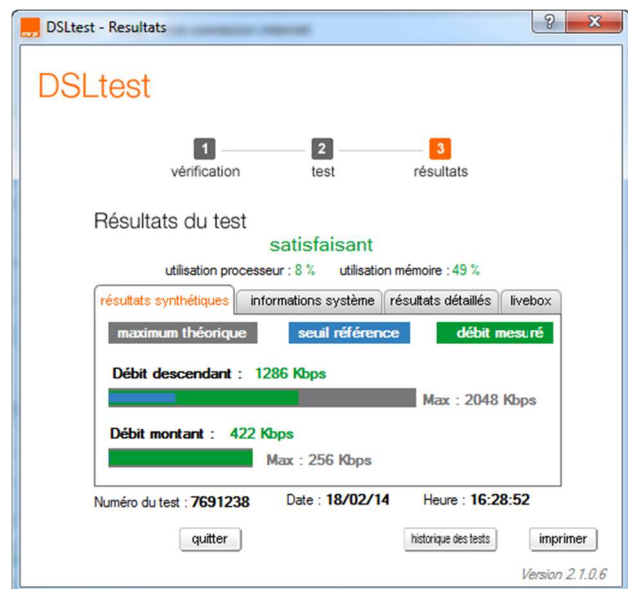 DSLtest - Resultats
DSLtest
1 2 3
vérification test résultats
Résultats du test
satisfaisant
utilisation processeur : 8 % utilisation mémoire : 49 %
résultats synthétiques informations système résultats détaillés livebox
maximum théorique seuil référence débit mesuré
Débit descendant : 1286 Kbps
Max : 2048 Kbps
Débit montant : 422 Kbps
Max : 256 Kbps
Numéro du test : 7691238 Date : 18/02/14 Heure : 16:28:52
quitter historique des tests imprimer
Version 2.1.0.6